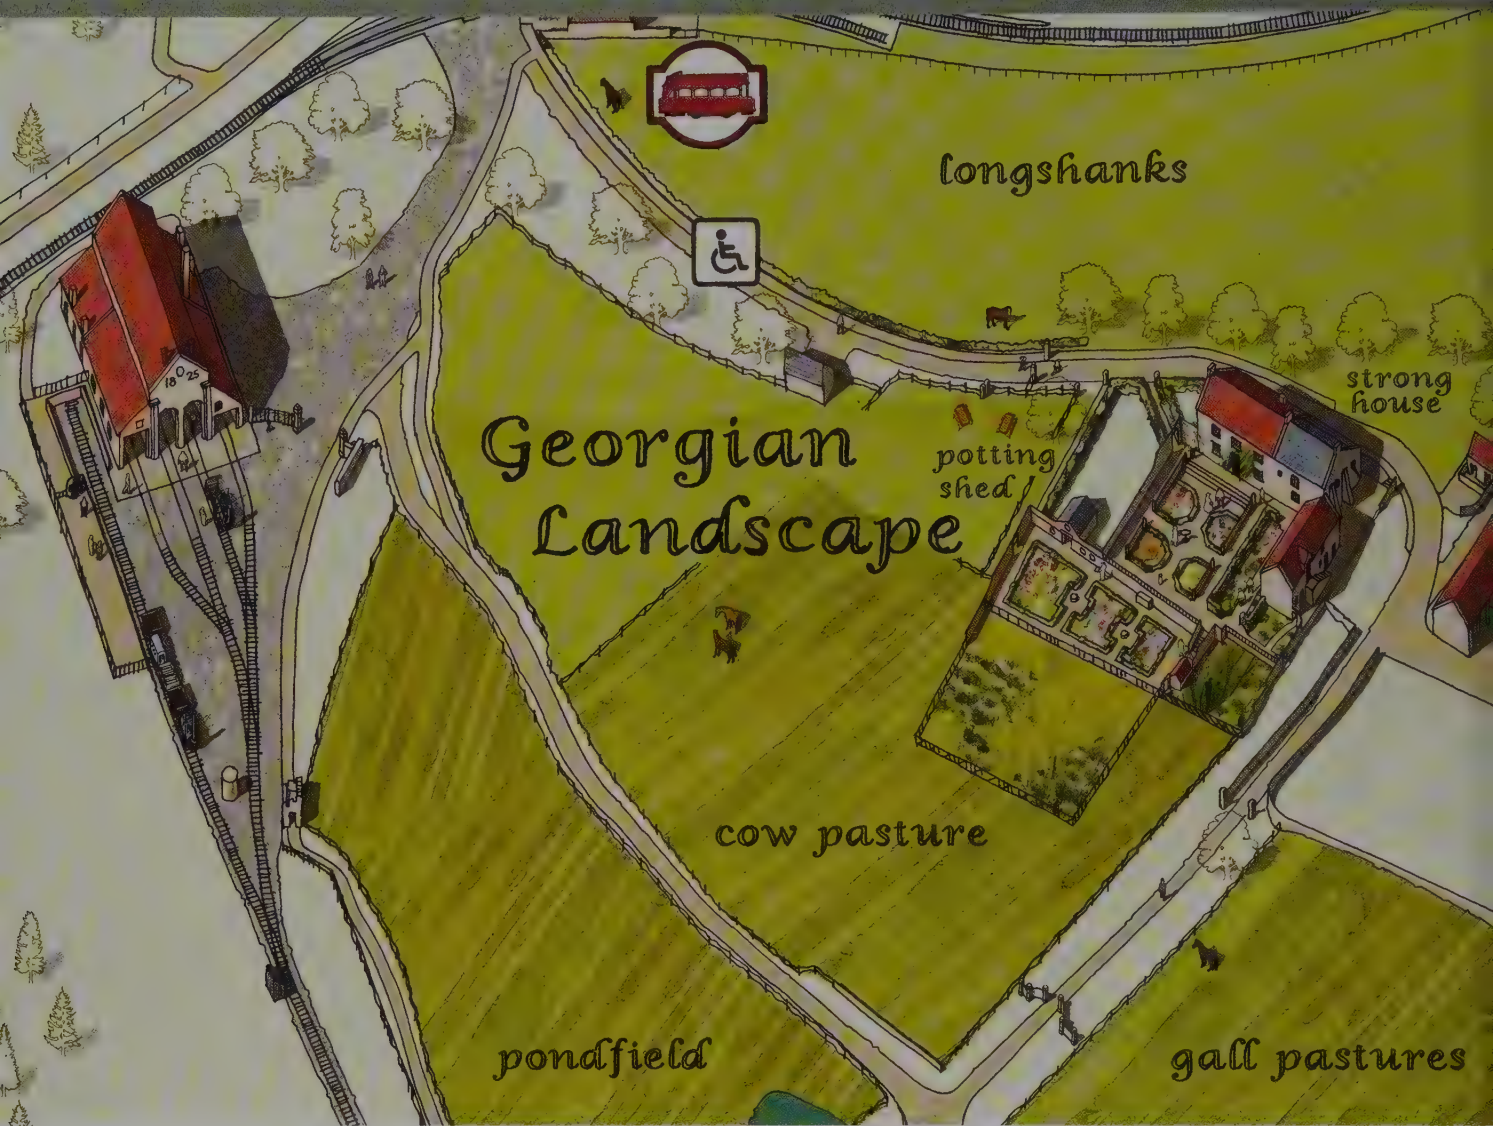 longshanks
strong
house
Georgian
Landscape
potting
shed
1825
cow pasture
pondfield
gall pastures